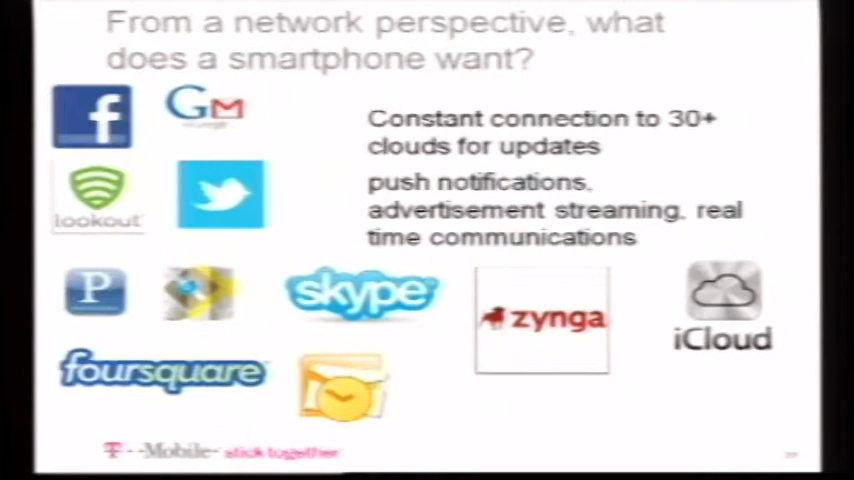 From a network perspective, what
does a smartphone want?
f
GM
Constant connection to 30+
clouds for updates
lookout
push notifications,
advertisement streaming, real
time communications
P
skype
zynga
iCloud
foursquare
T··Mobile· stick together